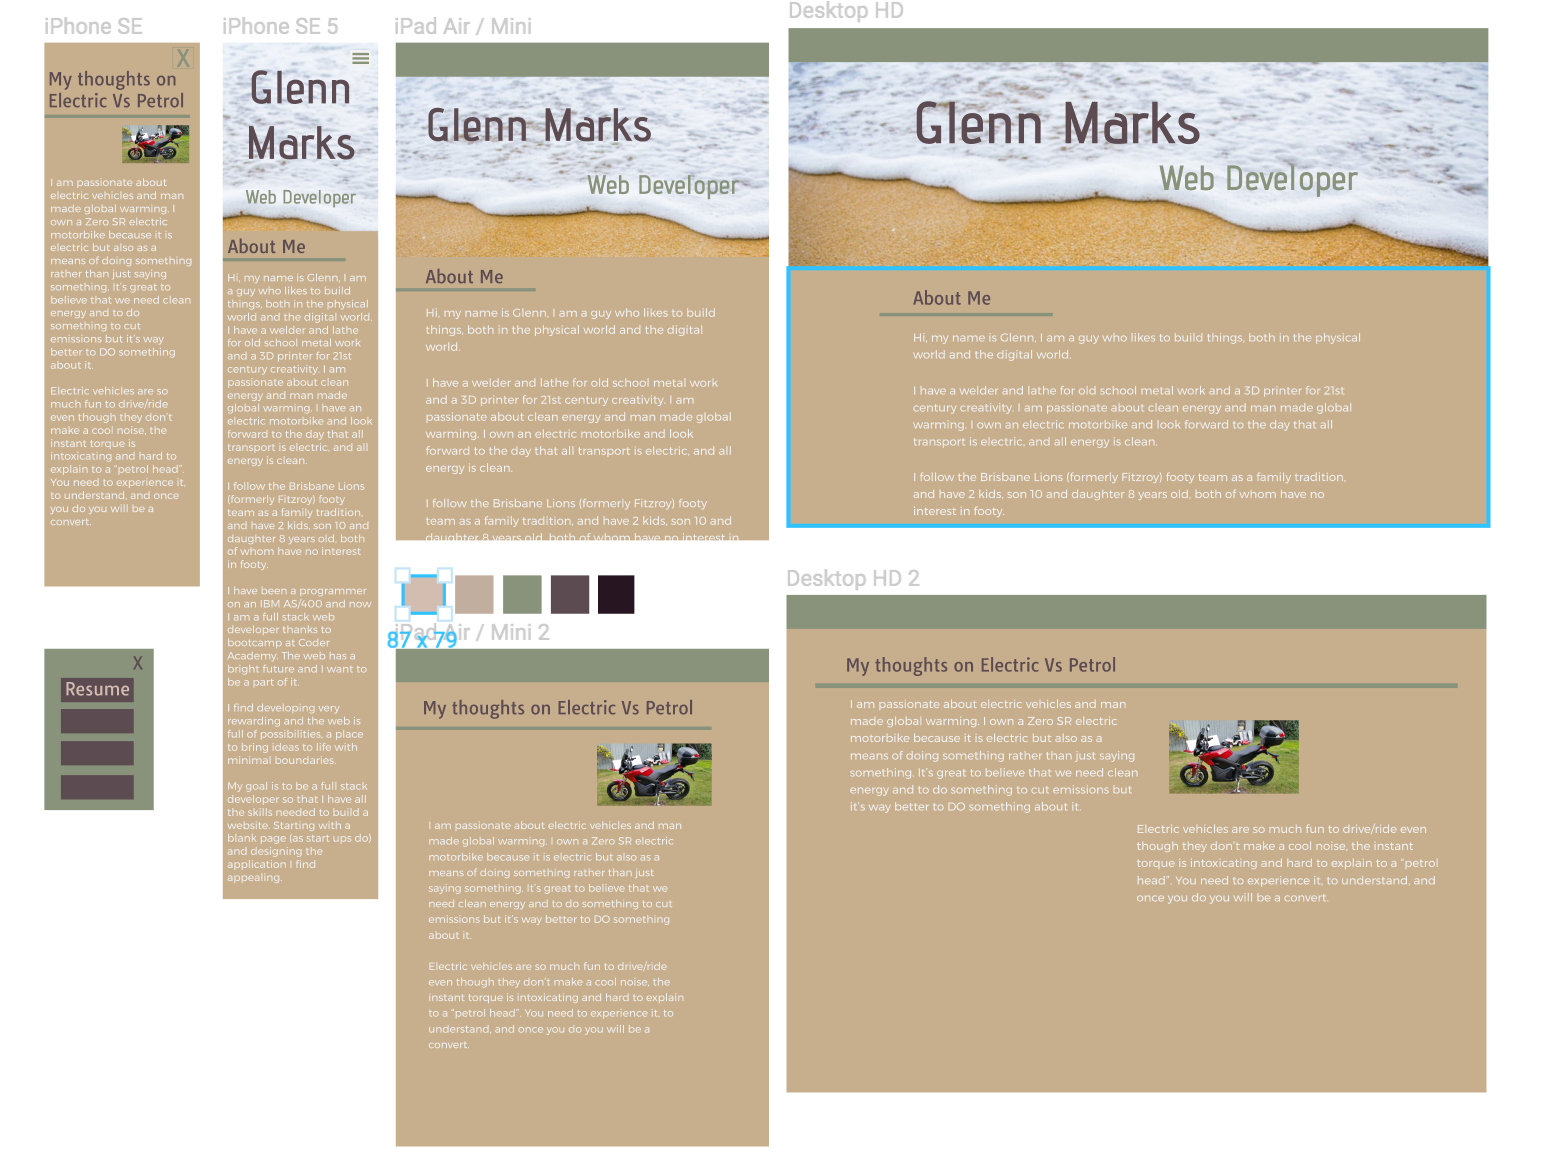 iPhone SE
X
My thoughts on
Electric Vs Petrol
I am passionate about
electric vehicles and man
made global warming. I
own a Zero SR electric
motorbike because it is
electric but also as a
means of doing something
rather than just saying
something. It's great to
believe that we need clean
energy and to do
something to cut
emissions but it's way
better to DO something
about it.
Electric vehicles are so
much fun to drive/ride
even though they don't
make a cool noise, the
instant torque is
intoxicating and hard to
explain to a "petrol head".
You need to experience it,
to understand, and once
you do you will be a
convert.
X
Resume
iPhone SE 5
Glenn
Marks
Web Developer
About Me
Hi, my name is Glenn, I am
a guy who likes to build
things, both in the physical
world and the digital world.
I have a welder and lathe
for old school metal work
and a 3D printer for 21st
century creativity. I am
passionate about clean
energy and man made
global warming. I have an
electric motorbike and look
forward to the day that all
transport is electric, and all
energy is clean.
I follow the Brisbane Lions
(formerly Fitzroy) footy
team as a family tradition,
and have 2 kids, son 10 and
daughter 8 years old, both
of whom have no interest
in footy.
I have been a programmer
on an IBM AS/400 and now
I am a full stack web
developer thanks to
bootcamp at Coder
Academy. The web has a
bright future and I want to
be a part of it.
I find developing very
rewarding and the web is
full of possibilities, a place
to bring ideas to life with
minimal boundaries.
My goal is to be a full stack
developer so that I have all
the skills needed to build a
website. Starting with a
blank page (as start ups do)
and designing the
application I find
appealing.
iPad Air / Mini
Glenn Marks
Web Developer
About Me
Hi, my name is Glenn, I am a guy who likes to build
things, both in the physical world and the digital
world.
I have a welder and lathe for old school metal work
and a 3D printer for 21st century creativity. I am
passionate about clean energy and man made global
warming. I own an electric motorbike and look
forward to the day that all transport is electric, and all
energy is clean.
I follow the Brisbane Lions (formerly Fitzroy) footy
team as a family tradition, and have 2 kids, son 10 and
daughter 8 years old, both of whom have no interest in
87 x 79
iPad Air / Mini 2
My thoughts on Electric Vs Petrol
I am passionate about electric vehicles and man
made global warming. I own a Zero SR electric
motorbike because it is electric but also as a
means of doing something rather than just
saying something. It's great to believe that we
need clean energy and to do something to cut
emissions but it's way better to DO something
about it.
Electric vehicles are so much fun to drive/ride
even though they don't make a cool noise, the
instant torque is intoxicating and hard to explain
to a "petrol head". You need to experience it, to
understand, and once you do you will be a
convert.
Desktop HD
Glenn Marks
Web Developer
About Me
Hi, my name is Glenn, I am a guy who likes to build things, both in the physical
world and the digital world.
I have a welder and lathe for old school metal work and a 3D printer for 21st
century creativity. I am passionate about clean energy and man made global
warming. I own an electric motorbike and look forward to the day that all
transport is electric, and all energy is clean.
I follow the Brisbane Lions (formerly Fitzroy) footy team as a family tradition,
and have 2 kids, son 10 and daughter 8 years old, both of whom have no
interest in footy.
Desktop HD 2
My thoughts on Electric Vs Petrol
I am passionate about electric vehicles and man
made global warming. I own a Zero SR electric
motorbike because it is electric but also as a
means of doing something rather than just saying
something. It's great to believe that we need clean
energy and to do something to cut emissions but
it's way better to DO something about it.
Electric vehicles are so much fun to drive/ride even
though they don't make a cool noise, the instant
torque is intoxicating and hard to explain to a "petrol
head". You need to experience it, to understand, and
once you do you will be a convert.